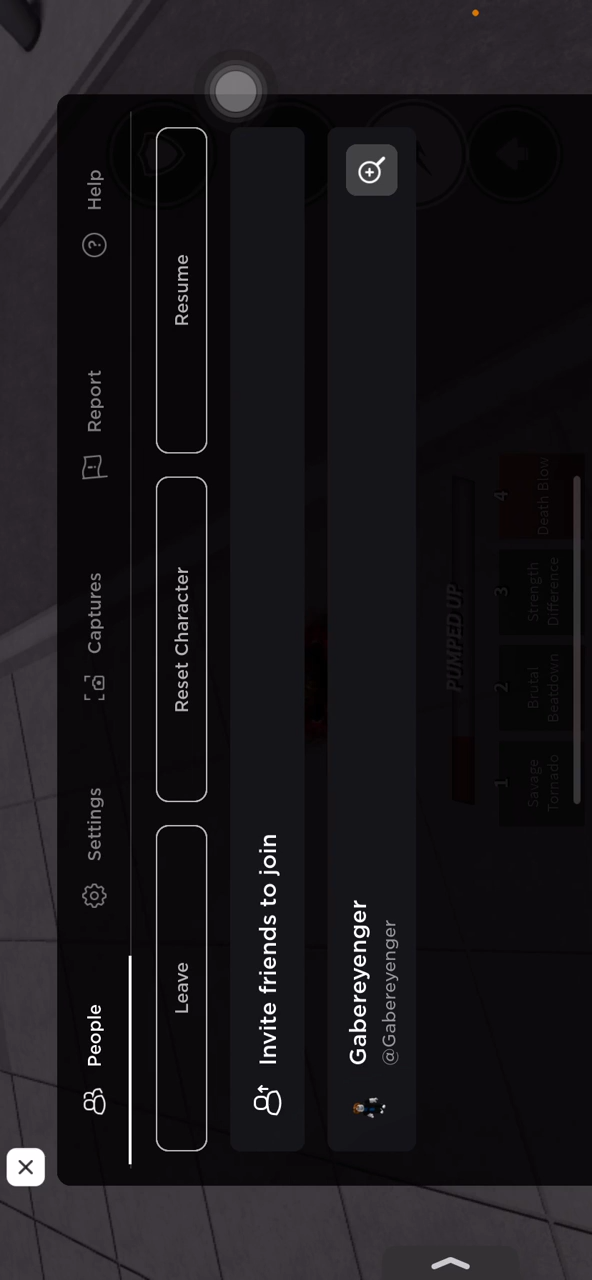 People
Settings
Captures
Report
Help
Leave
Reset Character
Resume
Invite friends to join
Gabereyenger
@Gabereyenger
PUMPED UP
1
Savage
Tornado
2
Brutal
Beatdown
3
Strength
Difference
4
Death Blow